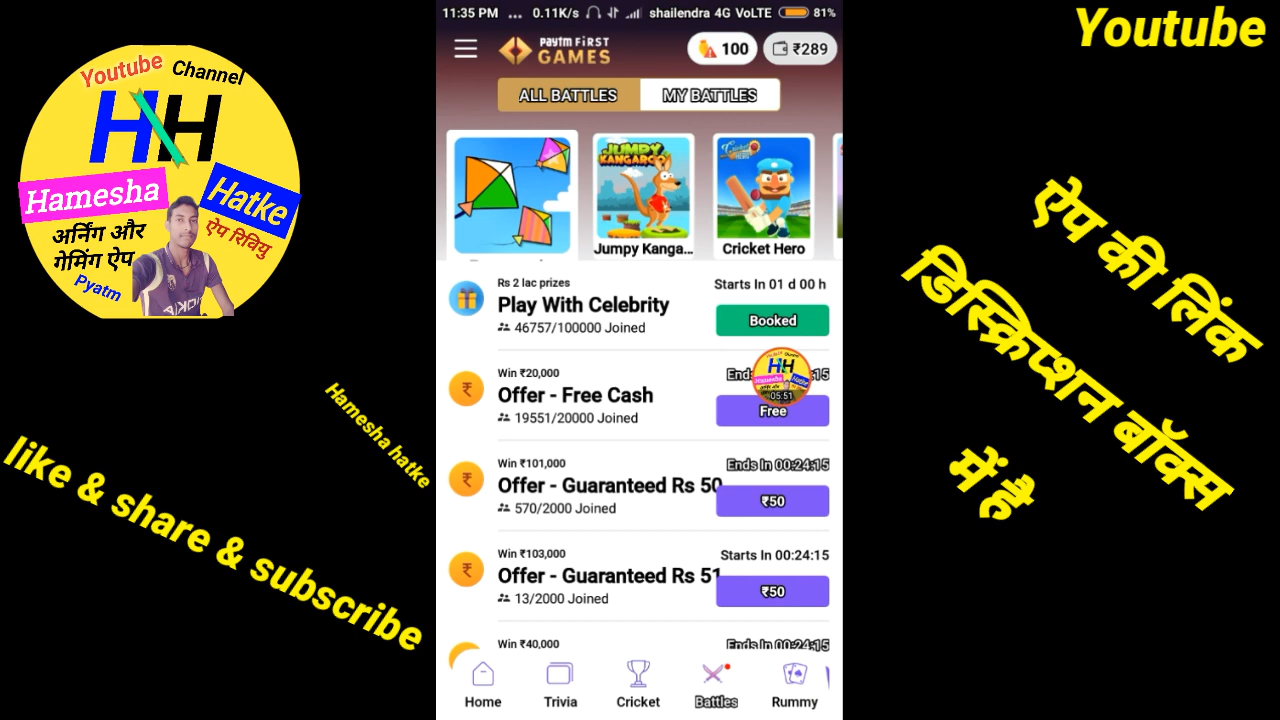 Youtube
Youtube Channel
HH
Hamesha
Hatke
अर्निंग और
गेमिंग ऐप
ऐप रिवियु
Pyatm
Hamesha hatke
like & share & subscribe
11:35 PM ... 0.11K/s shailendra 4G VoLTE 81%
PAYTM FIRST
GAMES
100
₹289
ALL BATTLES
MY BATTLES
JUMPY
KANGAROO
Jumpy Kanga...
Cricket Hero
Rs 2 lac prizes
Starts In 01 d 00 h
Play With Celebrity
Booked
46757/100000 Joined
Win ₹20,000
Offer - Free Cash
Free
19551/20000 Joined
05:51
Win ₹101,000
Ends In 00:24:15
Offer - Guaranteed Rs 50
₹50
570/2000 Joined
Win ₹103,000
Starts In 00:24:15
Offer - Guaranteed Rs 51
₹50
13/2000 Joined
Win ₹40,000
Ends In 00:24:15
Home
Trivia
Cricket
Battles
Rummy
ऐप की लिंक
डिस्क्रिप्शन बॉक्स
में है